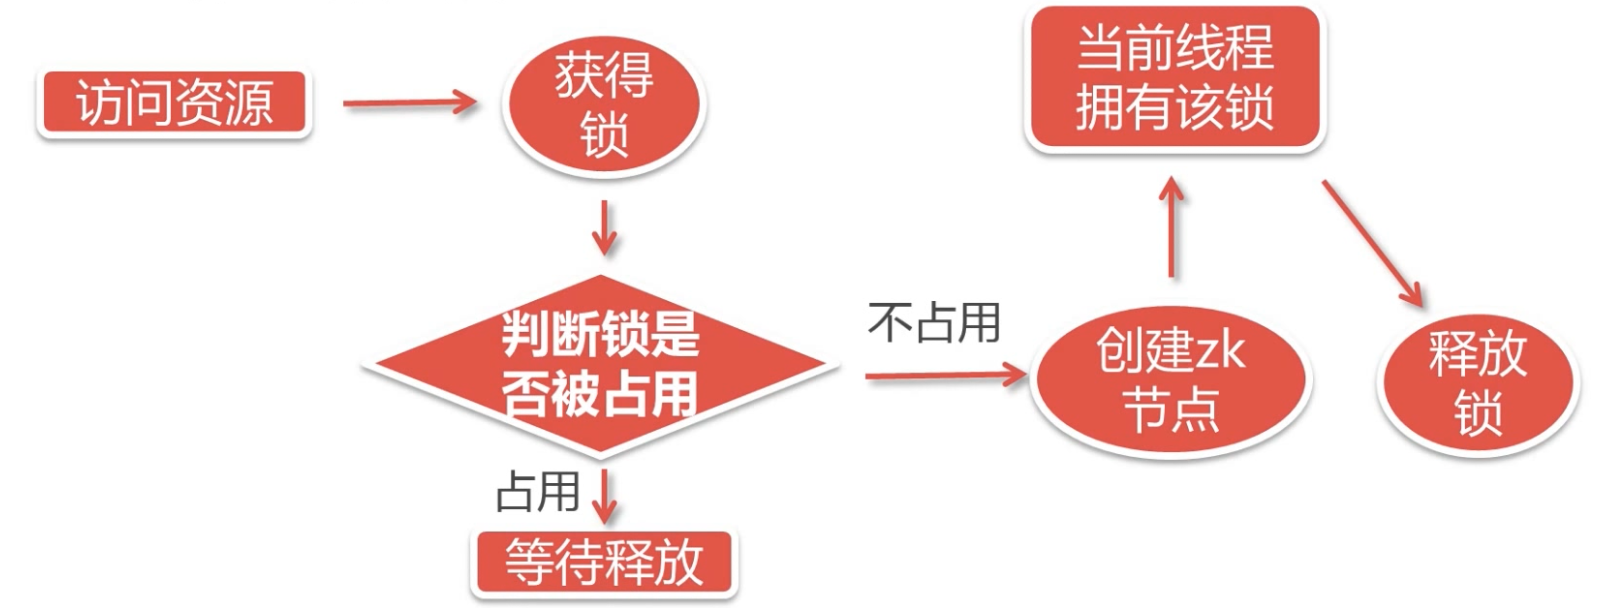 访问资源
获得
锁
判断锁是
否被占用
占用
等待释放
不占用
创建zk
节点
当前线程
拥有该锁
释放
锁